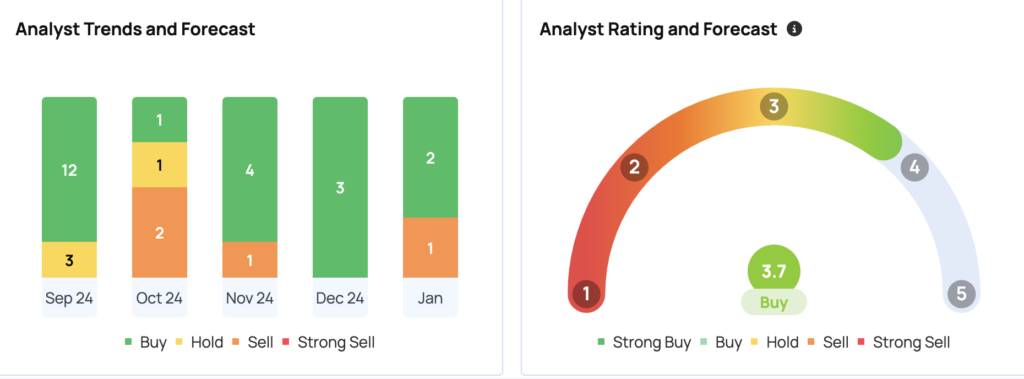 Analyst Trends and Forecast
12
3
Sep 24
1
1
2
Oct 24
4
1
Nov 24
3
Dec 24
2
1
Jan
Buy Hold Sell Strong Sell
Analyst Rating and Forecast i
1
2
3
4
5
3.7
Buy
Strong Buy Buy Hold Sell Strong Sell